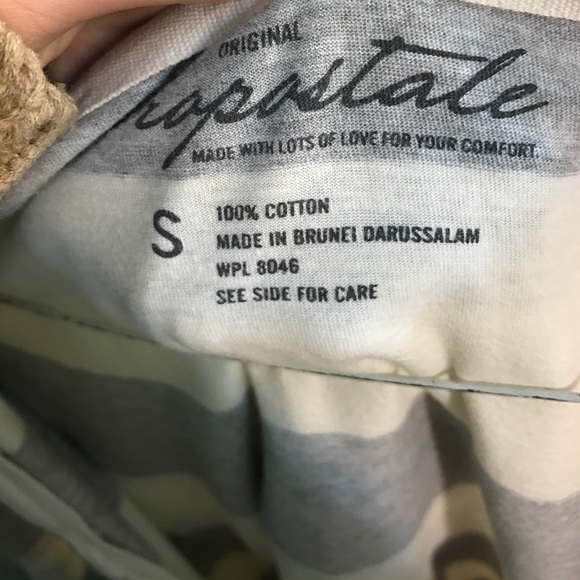 ORIGINAL
ropostale
MADE WITH LOTS OF LOVE FOR YOUR COMFORT.
S
100% COTTON
MADE IN BRUNEI DARUSSALAM
WPL 8046
SEE SIDE FOR CARE